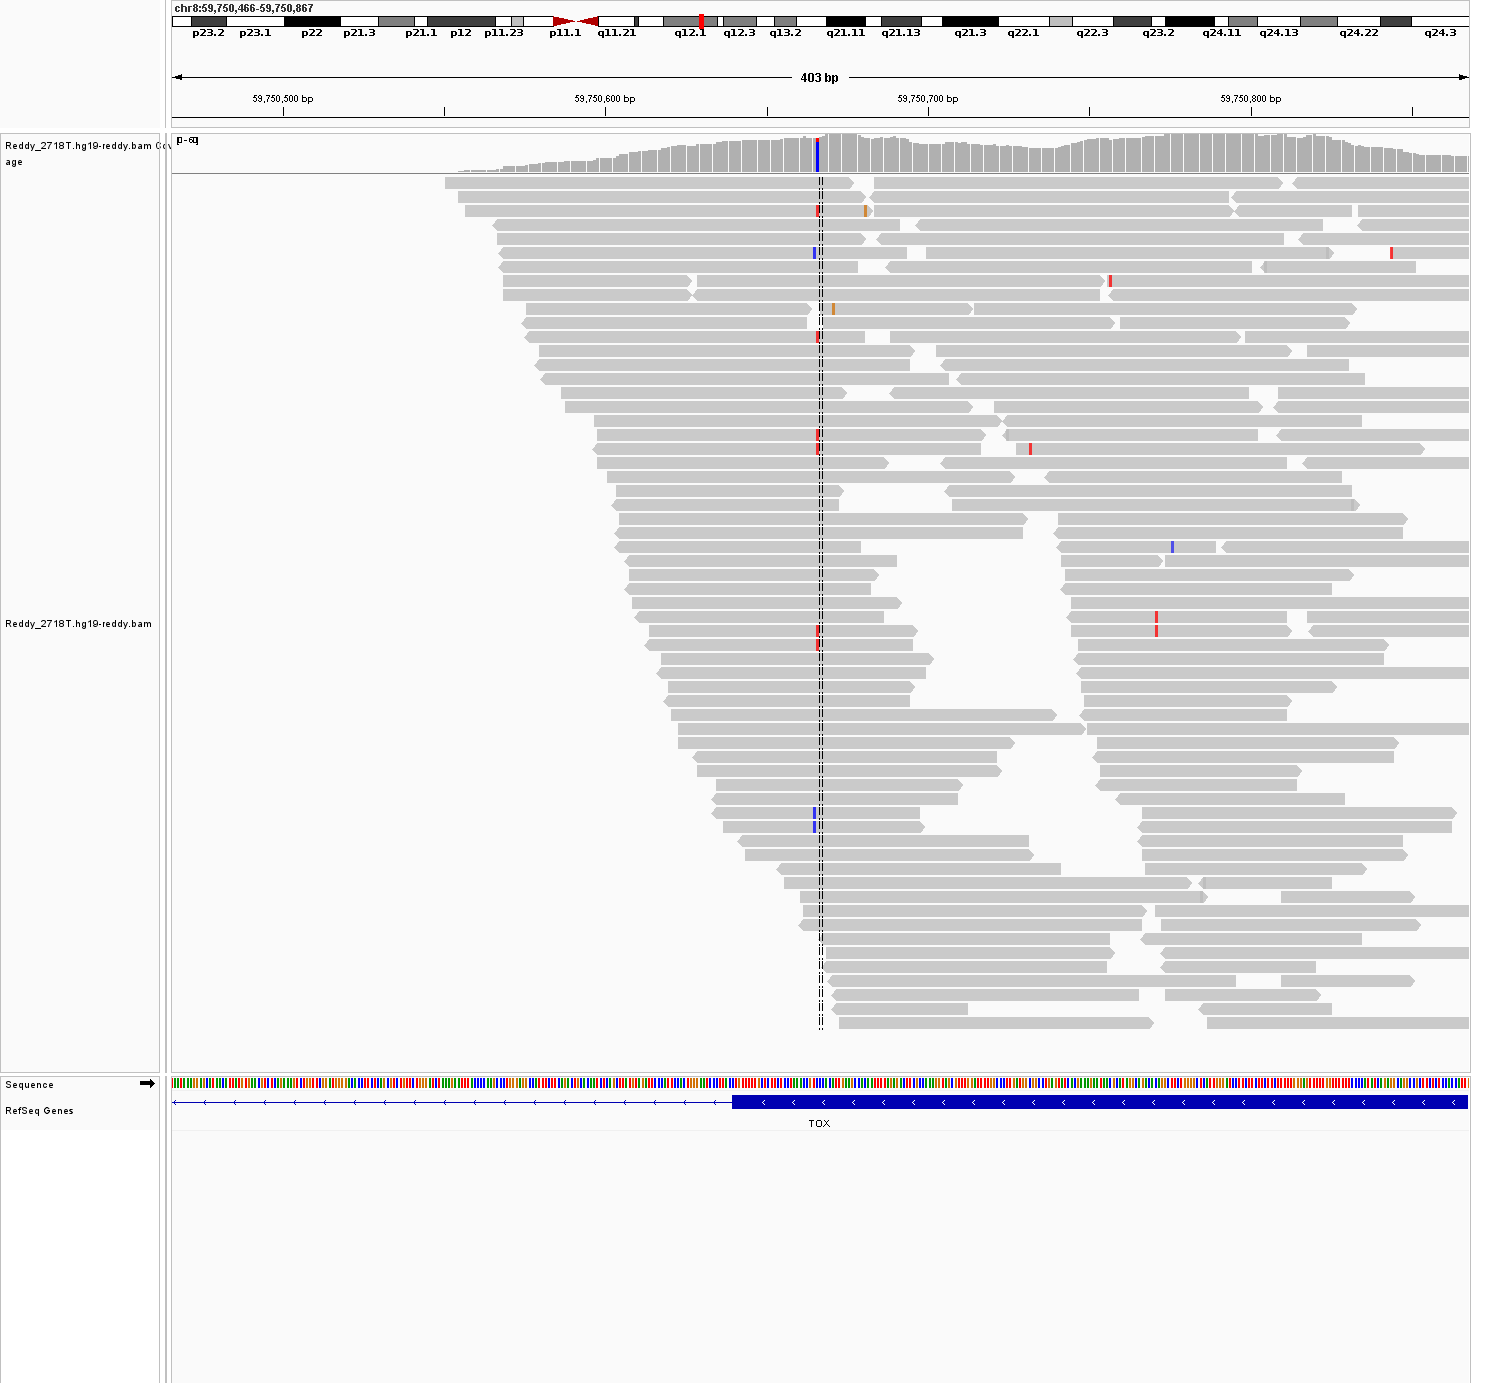 chr8:59,750,466-59,750,867
p23.2 p23.1 p22 p21.3 p21.1 p12 p11.23 p11.1 q11.21 q12.1 q12.3 q13.2 q21.11 q21.13 q21.3 q22.1 q22.3 q23.2 q24.11 q24.13 q24.22 q24.3
403 bp
59,750,500 bp 59,750,600 bp 59,750,700 bp 59,750,800 bp
Reddy_2718T.hg19-reddy.bam Cov
age
[0-60]
Reddy_2718T.hg19-reddy.bam
Sequence
RefSeq Genes
TOX